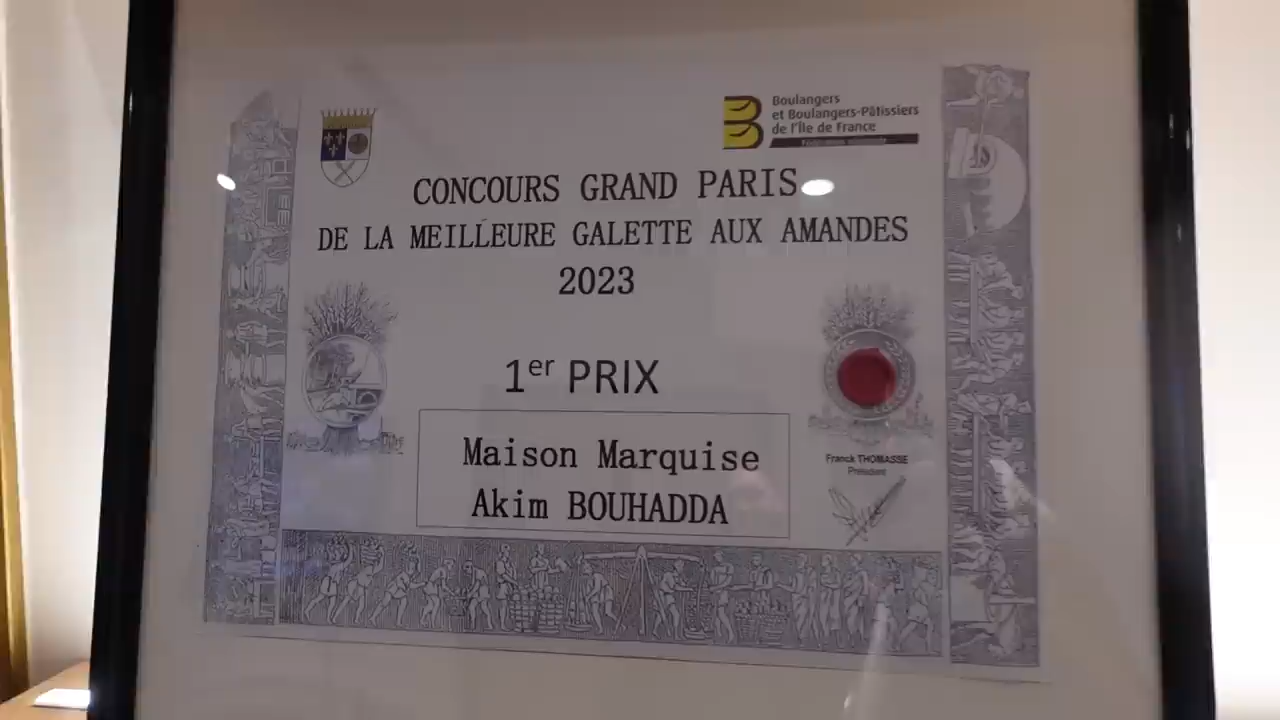 Boulangers
et Boulangers-Pâtissiers
de l'Île de France
CONCOURS GRAND PARIS
DE LA MEILLEURE GALETTE AUX AMANDES
2023
1er PRIX
Maison Marquise
Akim BOUHADDA
Franck THOMASSE
Président